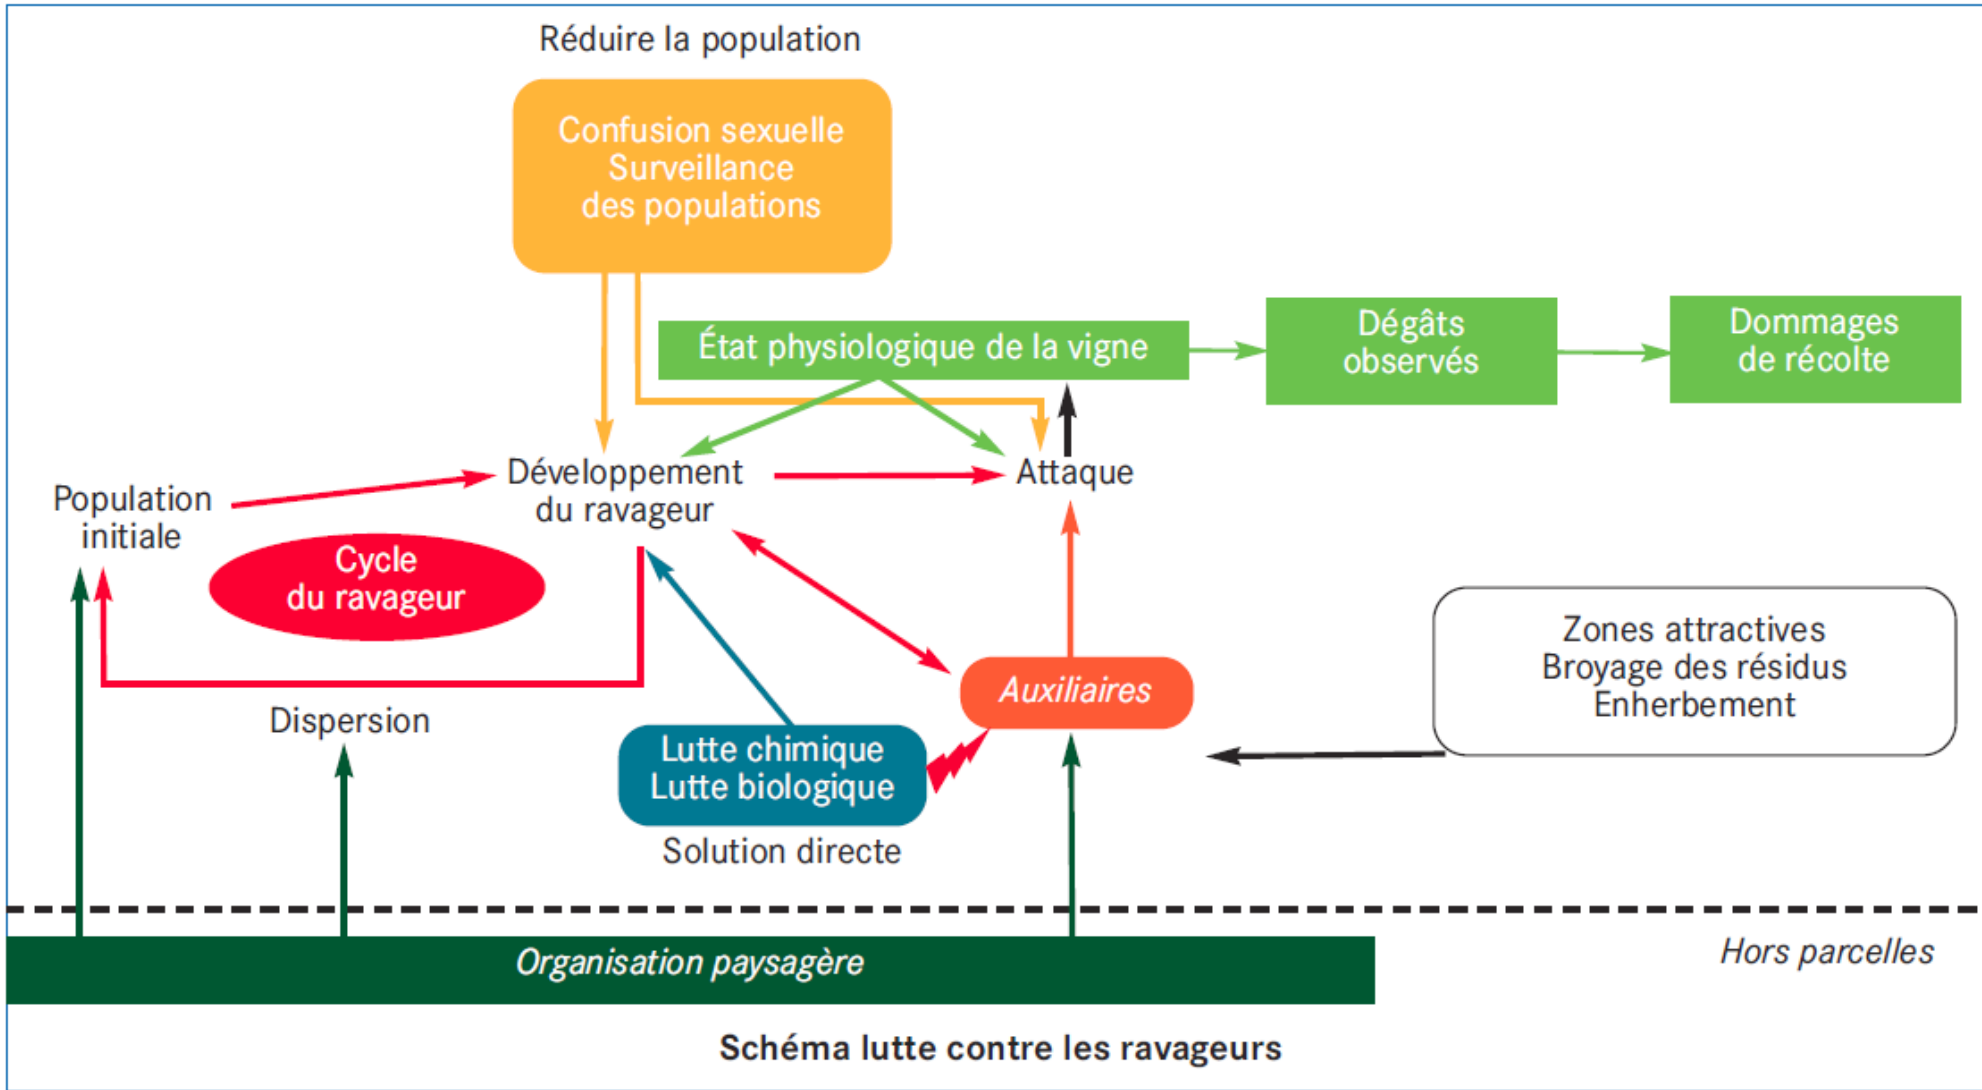 Réduire la population
Confusion sexuelle
Surveillance
des populations
État physiologique de la vigne
Dégâts
observés
Dommages
de récolte
Population
initiale
Développement
du ravageur
Attaque
Cycle
du ravageur
Dispersion
Auxiliaires
Zones attractives
Broyage des résidus
Enherbement
Lutte chimique
Lutte biologique
Solution directe
Organisation paysagère
Hors parcelles
Schéma lutte contre les ravageurs